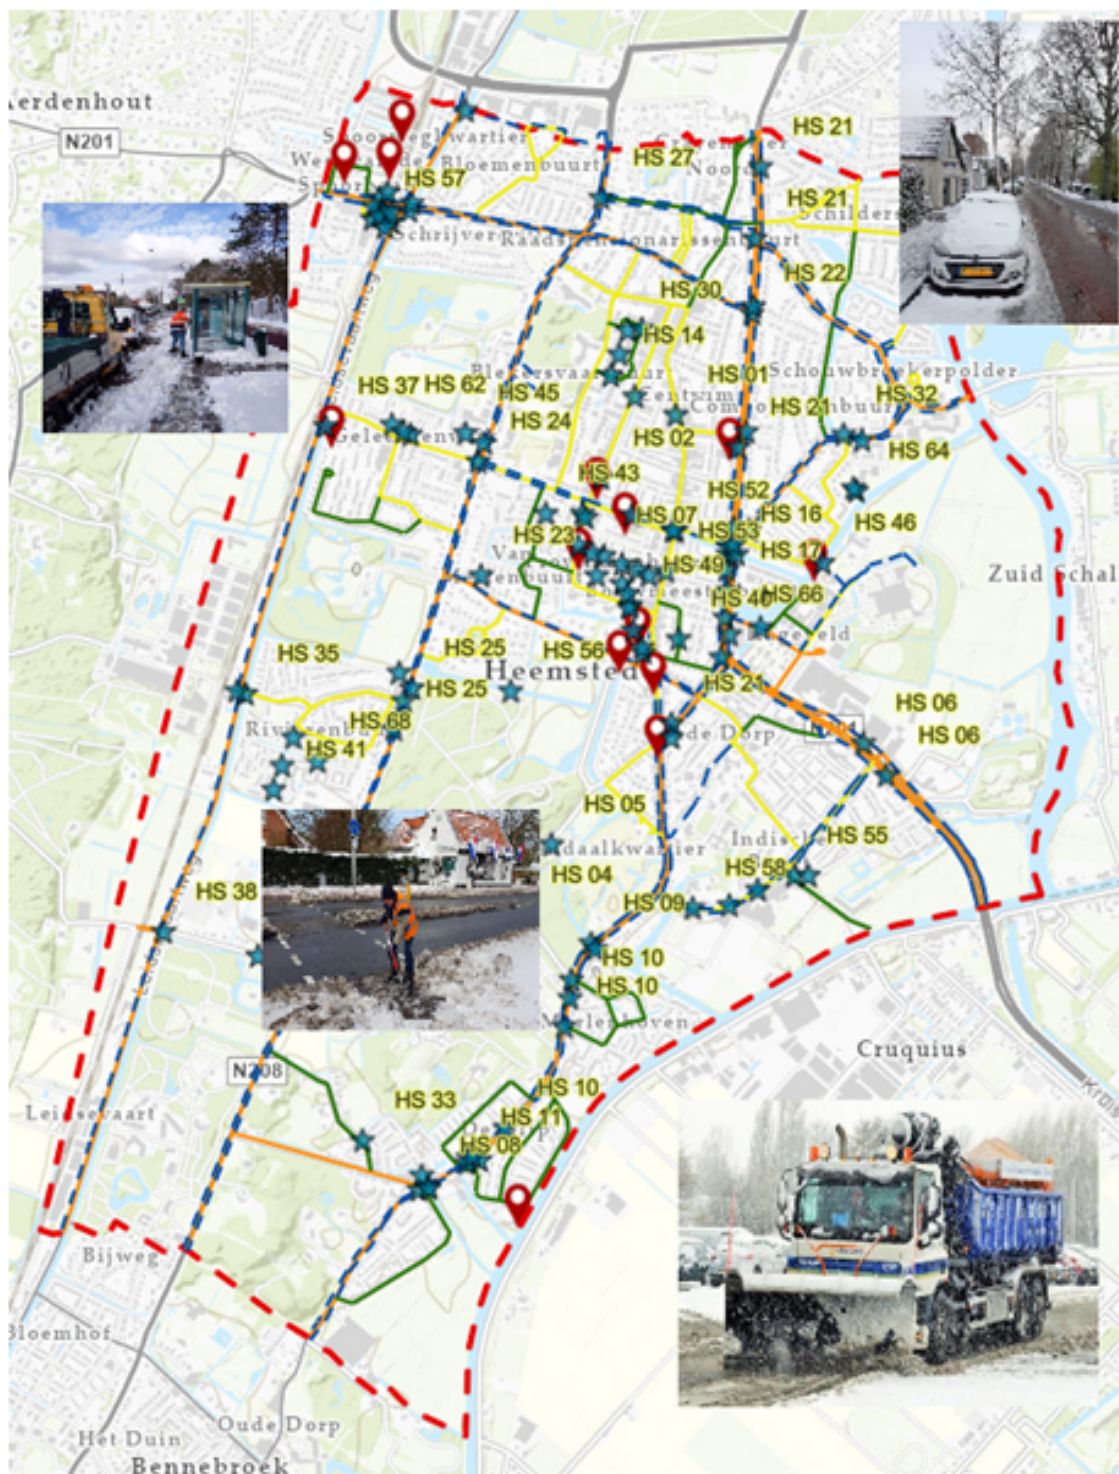 Aerdenhout
N201
HS 21
HS 27
Bloemenbuurt
HS 57
HS 21
Schrijver
HS 22
HS 30
HS 14
HS 37
HS 62
HS 45
HS 01
Schouwbroekerpolder
HS 32
HS 24
HS 21
HS 02
HS 64
HS 43
HS 52
HS 07
HS 16
HS 46
HS 23
HS 53
HS 17
HS 49
Zuid Schal
HS 40
HS 66
HS 35
HS 25
HS 56
Heemsted
HS 25
HS 21
HS 06
HS 68
HS 06
HS 41
HS 05
HS 55
HS 04
HS 58
HS 38
HS 09
HS 10
HS 10
Merlenhoven
Cruquius
N208
HS 33
HS 10
Leidsevaart
HS 11
HS 08
Bijweg
Bloemhof
Oude Dorp
Het Duin
Bennebroek